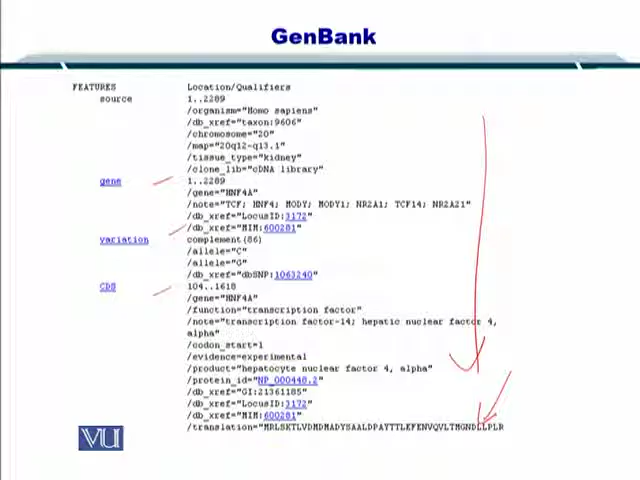 GenBank
FEATURES Location/Qualifiers
source 1..2289
/organism="Homo sapiens"
/db_xref="taxon:9606"
/chromosome="20"
/map="20q12-q13.1"
/tissue_type="kidney"
/clone_lib="cDNA library"
gene 1..2289
/gene="HNF4A"
/note="TCF; HNF4; MODY; MODY1; NR2A1; TCF14; NR2A21"
/db_xref="LocusID:3172"
/db_xref="MIM:600281"
variation complement(86)
/allele="C"
/allele="G"
/db_xref="dbSNP:1063240"
CDS 104..1618
/gene="HNF4A"
/function="transcription factor"
/note="transcription factor-14; hepatic nuclear factor 4,
alpha"
/codon_start=1
/evidence=experimental
/product="hepatocyte nuclear factor 4, alpha"
/protein_id="NP_000448.2"
/db_xref="GI:21361185"
/db_xref="LocusID:3172"
/db_xref="MIM:600281"
/translation="MRLSKTLVDMDMADYSAALDPAYTTLEFENVQVLTMGNDLLPLR
VU